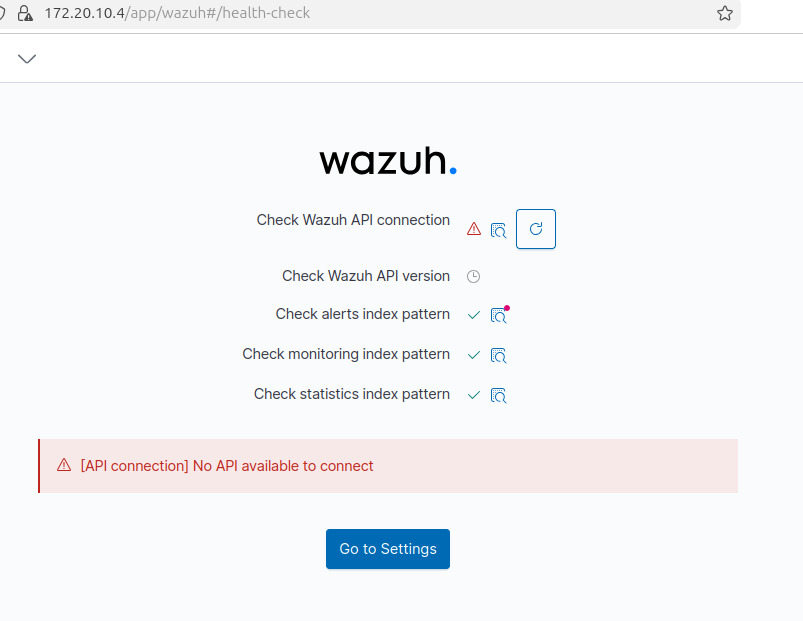 172.20.10.4/app/wazuh#/health-check
wazuh.
Check Wazuh API connection
Check Wazuh API version
Check alerts index pattern
Check monitoring index pattern
Check statistics index pattern
[API connection] No API available to connect
Go to Settings